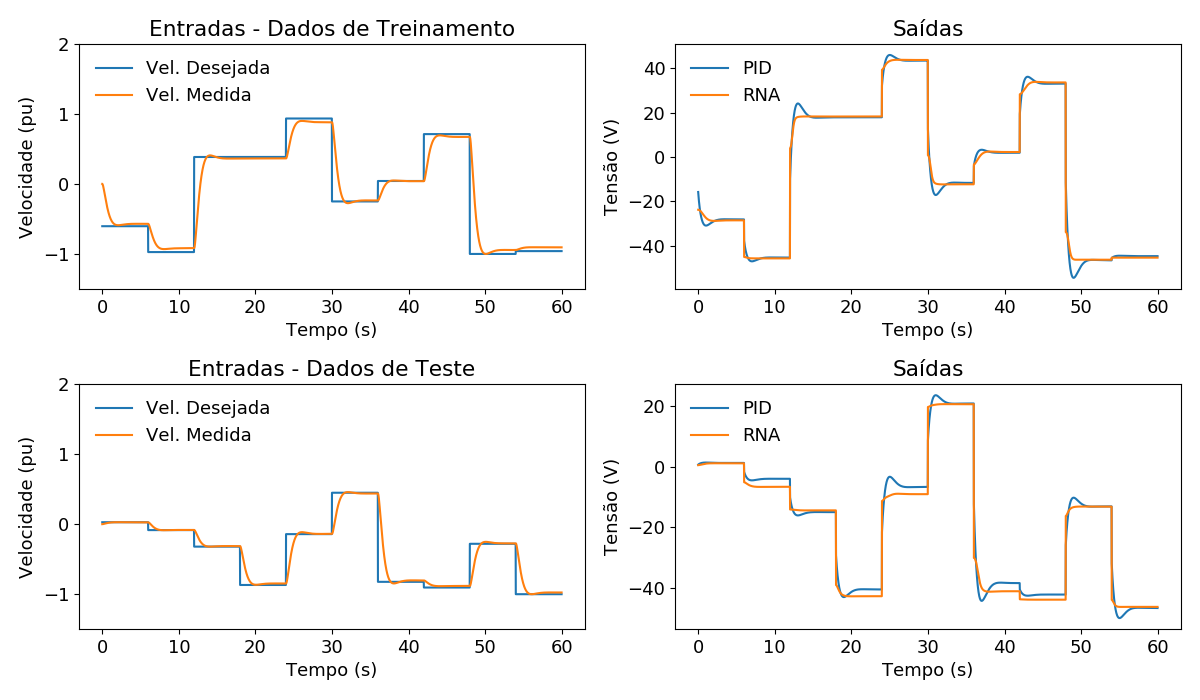 Entradas - Dados de Treinamento
Vel. Desejada
Vel. Medida
Velocidade (pu)
2
1
0
−1
0 10 20 30 40 50 60
Tempo (s)
Saídas
PID
RNA
Tensão (V)
40
20
0
−20
−40
0 10 20 30 40 50 60
Tempo (s)
Entradas - Dados de Teste
Vel. Desejada
Vel. Medida
Velocidade (pu)
2
1
0
−1
0 10 20 30 40 50 60
Tempo (s)
Saídas
PID
RNA
Tensão (V)
20
0
−20
−40
0 10 20 30 40 50 60
Tempo (s)